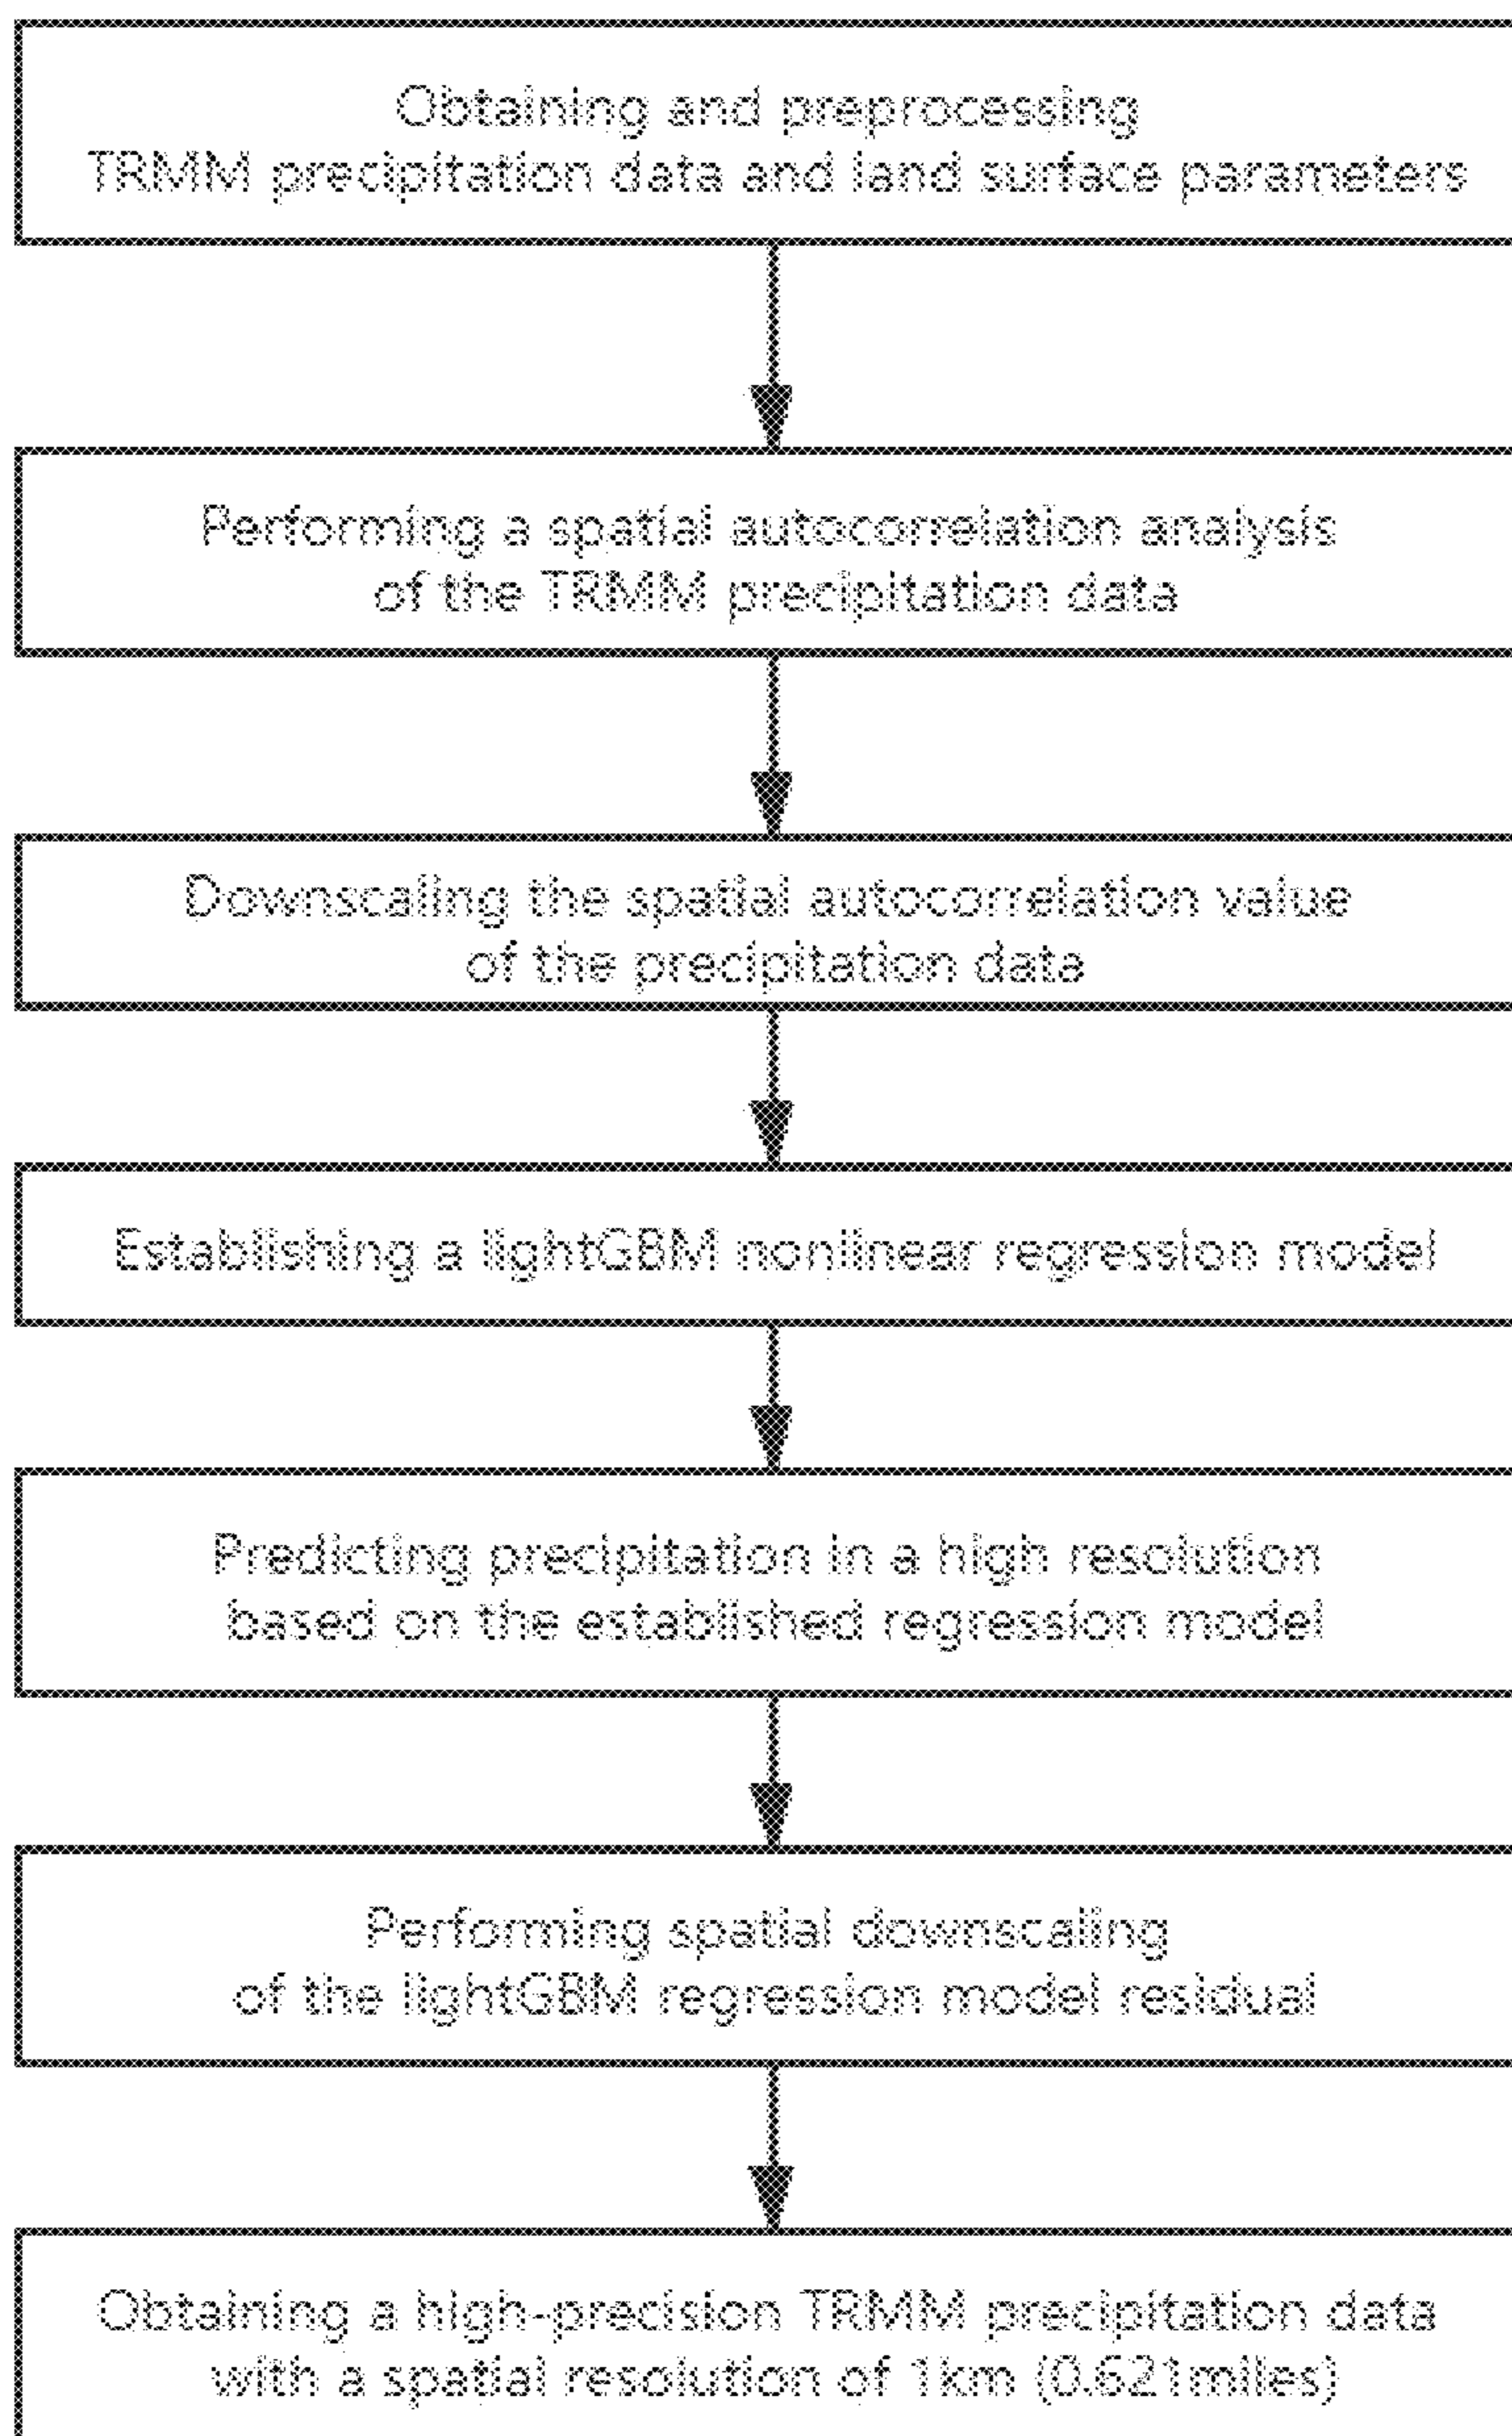 Obtaining and preprocessing
TRMM precipitation data and land surface parameters
Performing a spatial autocorrelation analysis
of the TRMM precipitation data
Downscaling the spatial autocorrelation value
of the precipitation data
Establishing a lightGBM nonlinear regression model
Predicting precipitation in a high resolution
based on the established regression model
Performing spatial downscaling
of the lightGBM regression model residual
Obtaining a high-precision TRMM precipitation data
with a spatial resolution of 1km (0.621miles)